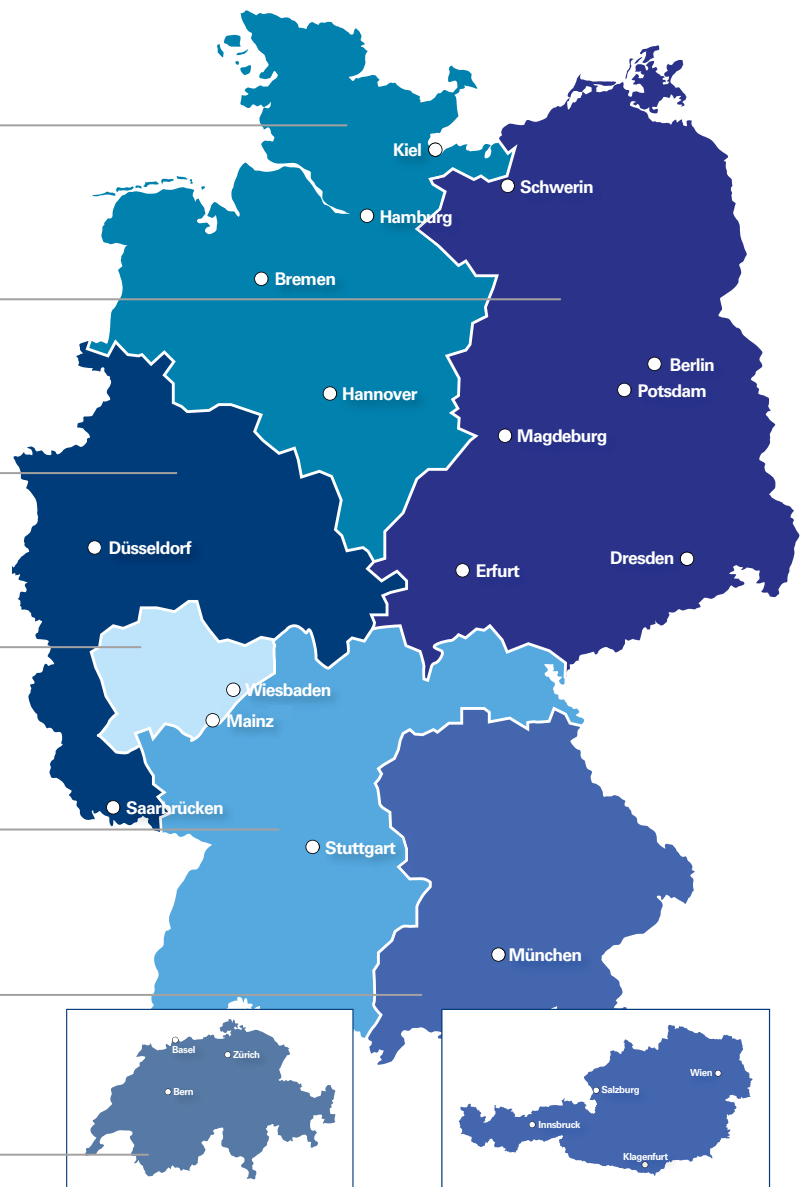 Kiel
Schwerin
Hamburg
Bremen
Berlin
Potsdam
Hannover
Magdeburg
Düsseldorf
Dresden
Erfurt
Wiesbaden
Mainz
Saarbrücken
Stuttgart
München
Basel
Zürich
Bern
Wien
Salzburg
Innsbruck
Klagenfurt